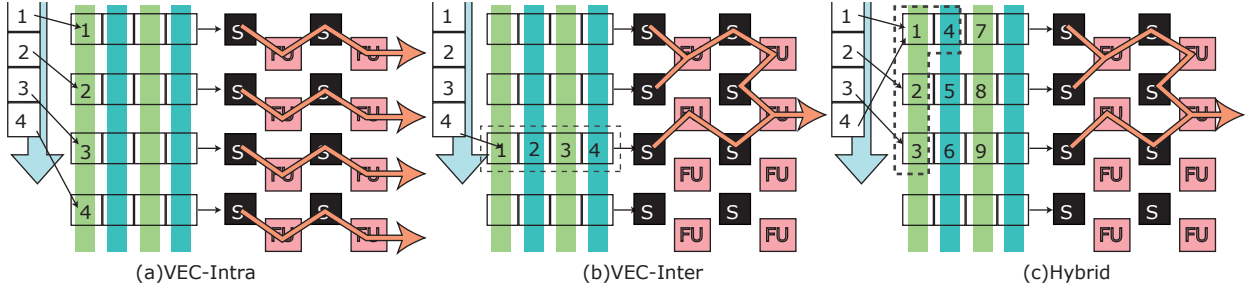 1 1 S S
FU FU
2 2 S S
FU FU
3 3 S S
FU FU
4 4 S S
FU FU
(a)VEC-Intra
1 S S
FU FU
2 S S
FU FU
3
4 1 2 3 4 S S
FU FU
S S
FU FU
(b)VEC-Inter
1 1 4 7 S S
FU FU
2 2 5 8 S S
FU FU
3
4 3 6 9 S S
FU FU
S S
FU FU
(c)Hybrid